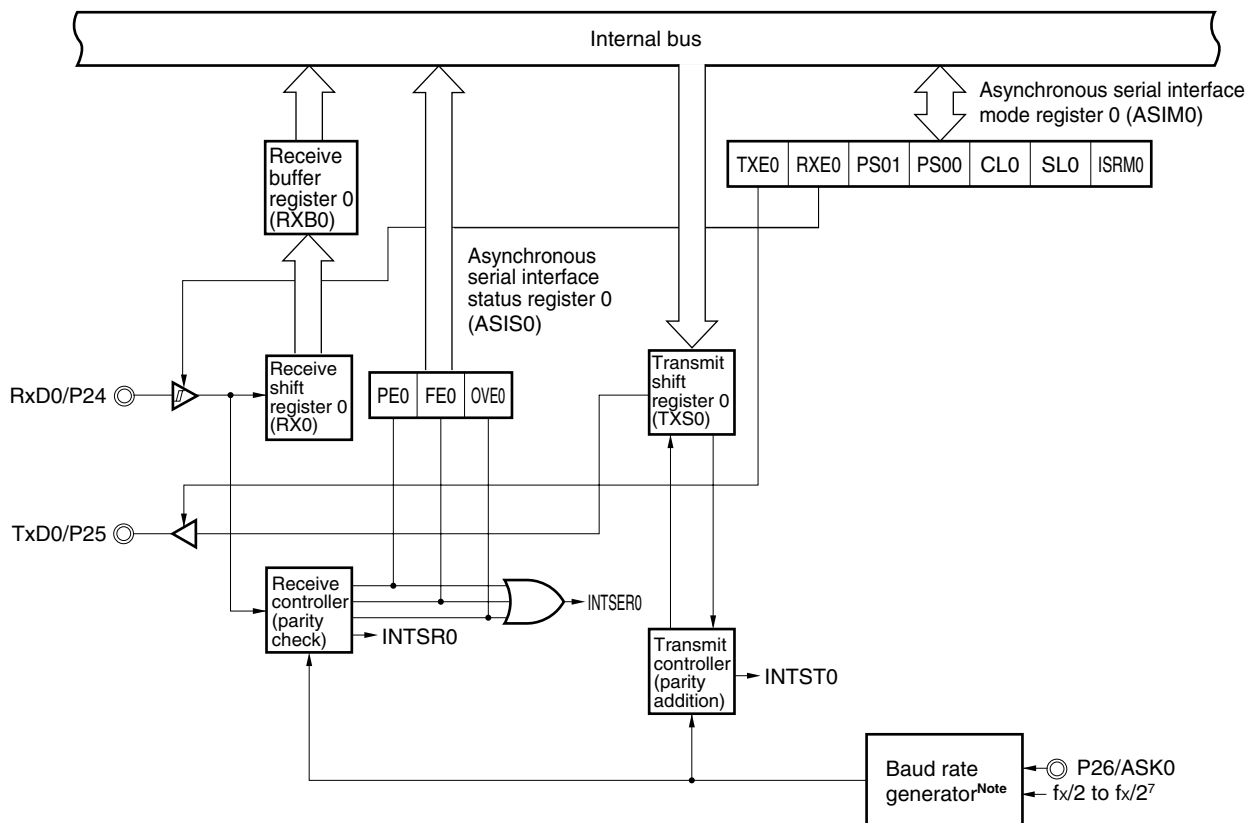 Internal bus
Asynchronous serial interface
mode register 0 (ASIM0)
Receive
buffer
register 0
(RXB0)
TXE0 RXE0 PS01 PS00 CL0 SL0 ISRM0
Asynchronous
serial interface
status register 0
(ASIS0)
RxD0/P24
Receive
shift
register 0
(RX0)
PE0 FE0 OVE0
Transmit
shift
register 0
(TXS0)
TxD0/P25
Receive
controller
(parity
check)
INTSER0
INTSR0
Transmit
controller
(parity
addition)
INTST0
Baud rate
generatorNote
P26/ASK0
fx/2 to fx/2⁷